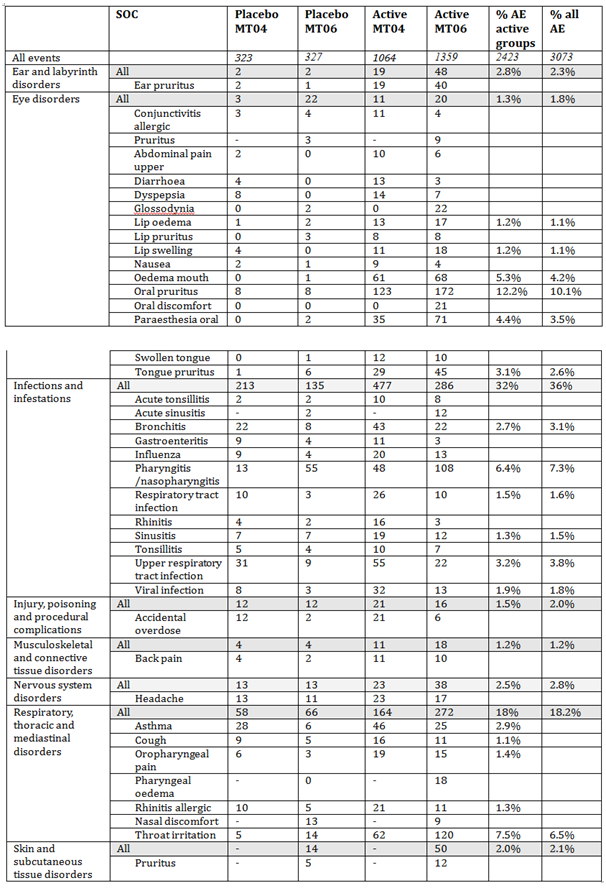 SOC Placebo MT04 Placebo MT06 Active MT04 Active MT06 % AE active groups % all AE
All events 323 327 1064 1359 2423 3073
Ear and labyrinth disorders All 2 2 19 48 2.8% 2.3%
Ear pruritus 2 1 19 40
Eye disorders All 3 22 11 20 1.3% 1.8%
Conjunctivitis allergic 3 4 11 4
Pruritus - 3 - 9
Abdominal pain upper 2 0 10 6
Diarrhoea 4 0 13 3
Dyspepsia 8 0 14 7
Glossodynia 0 2 0 22
Lip oedema 1 2 13 17 1.2% 1.1%
Lip pruritus 0 3 8 8
Lip swelling 4 0 11 18 1.2% 1.1%
Nausea 2 1 9 4
Oedema mouth 0 1 61 68 5.3% 4.2%
Oral pruritus 8 8 123 172 12.2% 10.1%
Oral discomfort 0 0 0 21
Paraesthesia oral 0 2 35 71 4.4% 3.5%
Swollen tongue 0 1 12 10
Tongue pruritus 1 6 29 45 3.1% 2.6%
Infections and infestations All 213 135 477 286 32% 36%
Acute tonsillitis 2 2 10 8
Acute sinusitis - 2 - 12
Bronchitis 22 8 43 22 2.7% 3.1%
Gastroenteritis 9 4 11 3
Influenza 9 4 20 13
Pharyngitis /nasopharyngitis 13 55 48 108 6.4% 7.3%
Respiratory tract infection 10 3 26 10 1.5% 1.6%
Rhinitis 4 2 16 3
Sinusitis 7 7 19 12 1.3% 1.5%
Tonsillitis 5 4 10 7
Upper respiratory tract infection 31 9 55 22 3.2% 3.8%
Viral infection 8 3 32 13 1.9% 1.8%
Injury, poisoning and procedural complications All 12 12 21 16 1.5% 2.0%
Accidental overdose 12 2 21 6
Musculoskeletal and connective tissue disorders All 4 4 11 18 1.2% 1.2%
Back pain 4 2 11 10
Nervous system disorders All 13 13 23 38 2.5% 2.8%
Headache 13 11 23 17
Respiratory, thoracic and mediastinal disorders All 58 66 164 272 18% 18.2%
Asthma 28 6 46 25 2.9%
Cough 9 5 16 11 1.1%
Oropharyngeal pain 6 3 19 15 1.4%
Pharyngeal oedema - 0 - 18
Rhinitis allergic 10 5 21 11 1.3%
Nasal discomfort - 13 - 9
Throat irritation 5 14 62 120 7.5% 6.5%
Skin and subcutaneous tissue disorders All - 14 - 50 2.0% 2.1%
Pruritus - 5 - 12